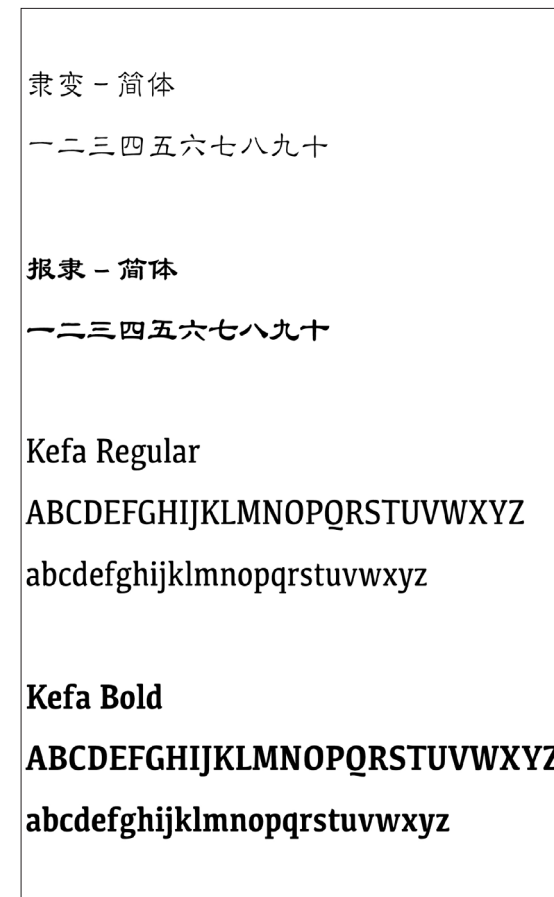 隶变 – 简体
一二三四五六七八九十
报隶 – 简体
一二三四五六七八九十
Kefa Regular
ABCDEFGHIJKLMNOPQRSTUVWXYZ
abcdefghijklmnopqrstuvwxyz
Kefa Bold
ABCDEFGHIJKLMNOPQRSTUVWXYZ
abcdefghijklmnopqrstuvwxyz